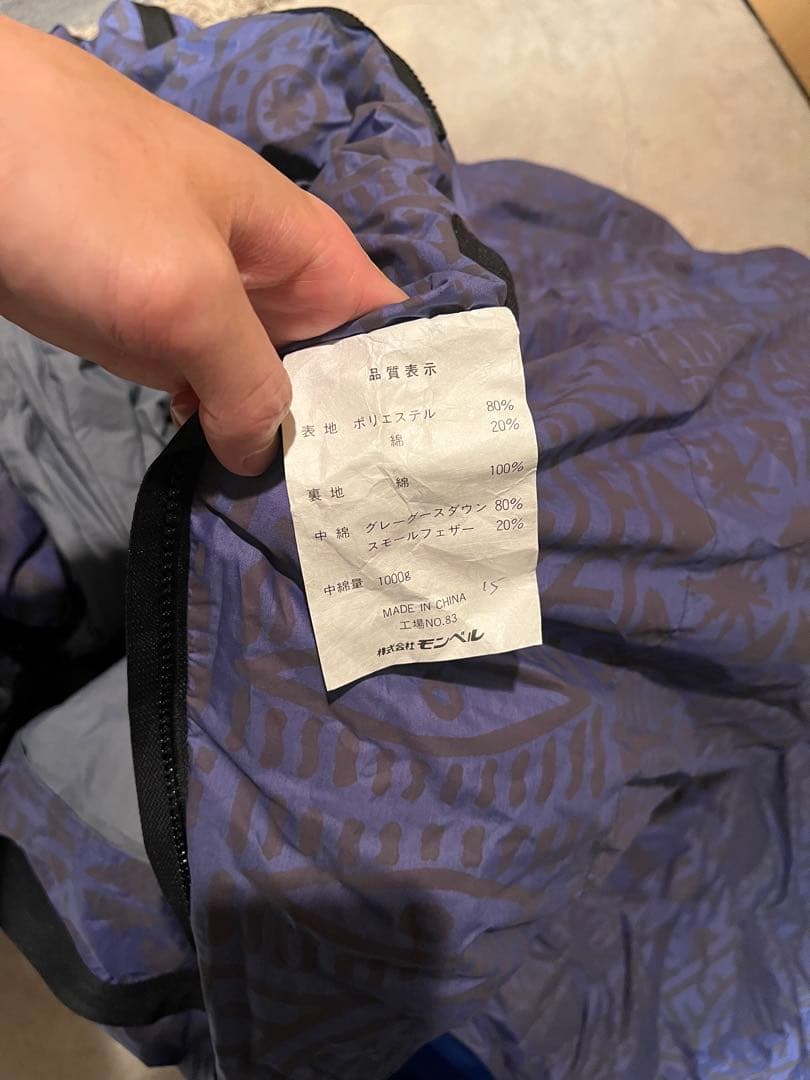 品質表示
表地 ポリエステル 80%
綿 20%
裏地 綿 100%
中綿 グレーグースダウン 80%
スモールフェザー 20%
中綿量 1000g
MADE IN CHINA 15
工場NO.83
株式会社モンベル